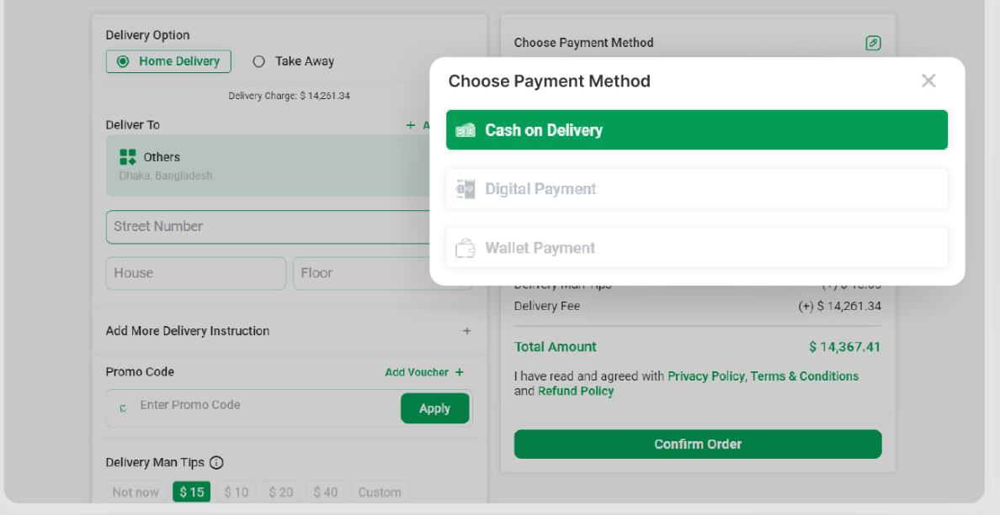 Delivery Option
Home Delivery
Take Away
Delivery Charge: $ 14,261.34
Deliver To
+
Others
Dhaka, Bangladesh
Street Number
House
Floor
Add More Delivery Instruction +
Promo Code
Add Voucher +
Enter Promo Code
Apply
Delivery Man Tips
Not now
$ 15
$ 10
$ 20
$ 40
Custom
Choose Payment Method
Choose Payment Method
Cash on Delivery
Digital Payment
Wallet Payment
Delivery Man Tips
Delivery Fee (+) $ 14,261.34
Total Amount $ 14,367.41
I have read and agreed with Privacy Policy, Terms & Conditions
and Refund Policy
Confirm Order